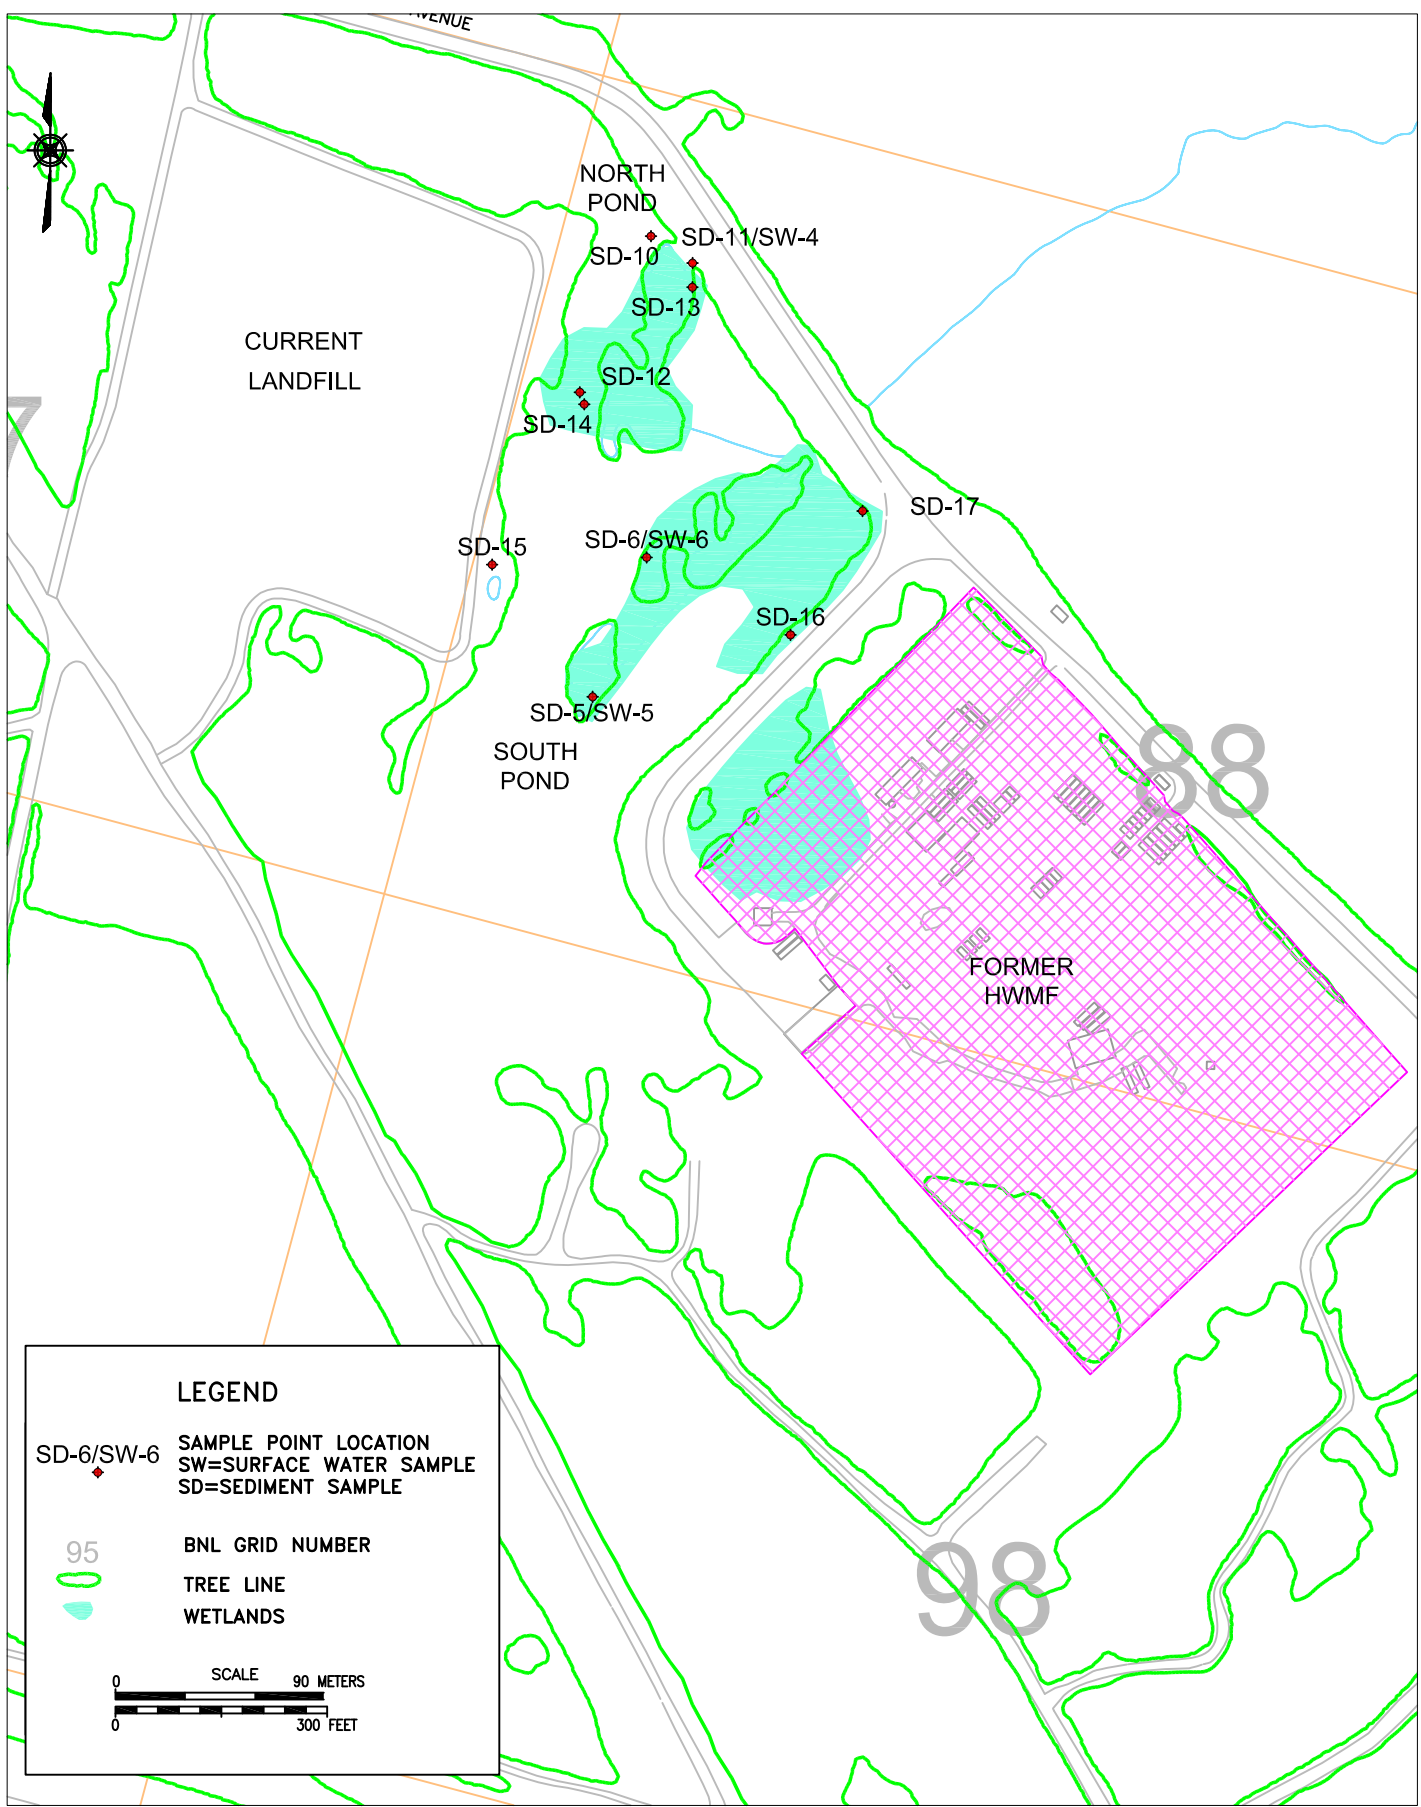 AVENUE
NORTH
POND
SD-11/SW-4
SD-10
SD-13
CURRENT
LANDFILL
SD-12
SD-14
7
SD-17
SD-15
SD-6/SW-6
SD-16
SD-5/SW-5
SOUTH
POND
88
FORMER
HWMF
LEGEND
SD-6/SW-6
SAMPLE POINT LOCATION
SW=SURFACE WATER SAMPLE
SD=SEDIMENT SAMPLE
95
BNL GRID NUMBER
TREE LINE
WETLANDS
98
SCALE
0 90 METERS
0 300 FEET